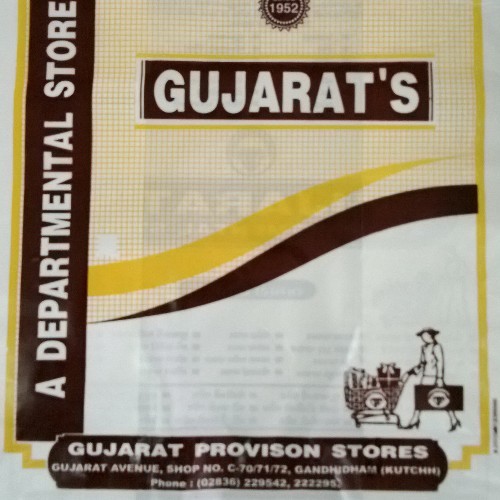 1952
GUJARAT'S
A DEPARTMENTAL STORE
GUJARAT PROVISON STORES
GUJARAT AVENUE, SHOP NO. C-70/71/72, GANDHIDHAM (KUTCHH)
Phone : (02836) 229542, 222295